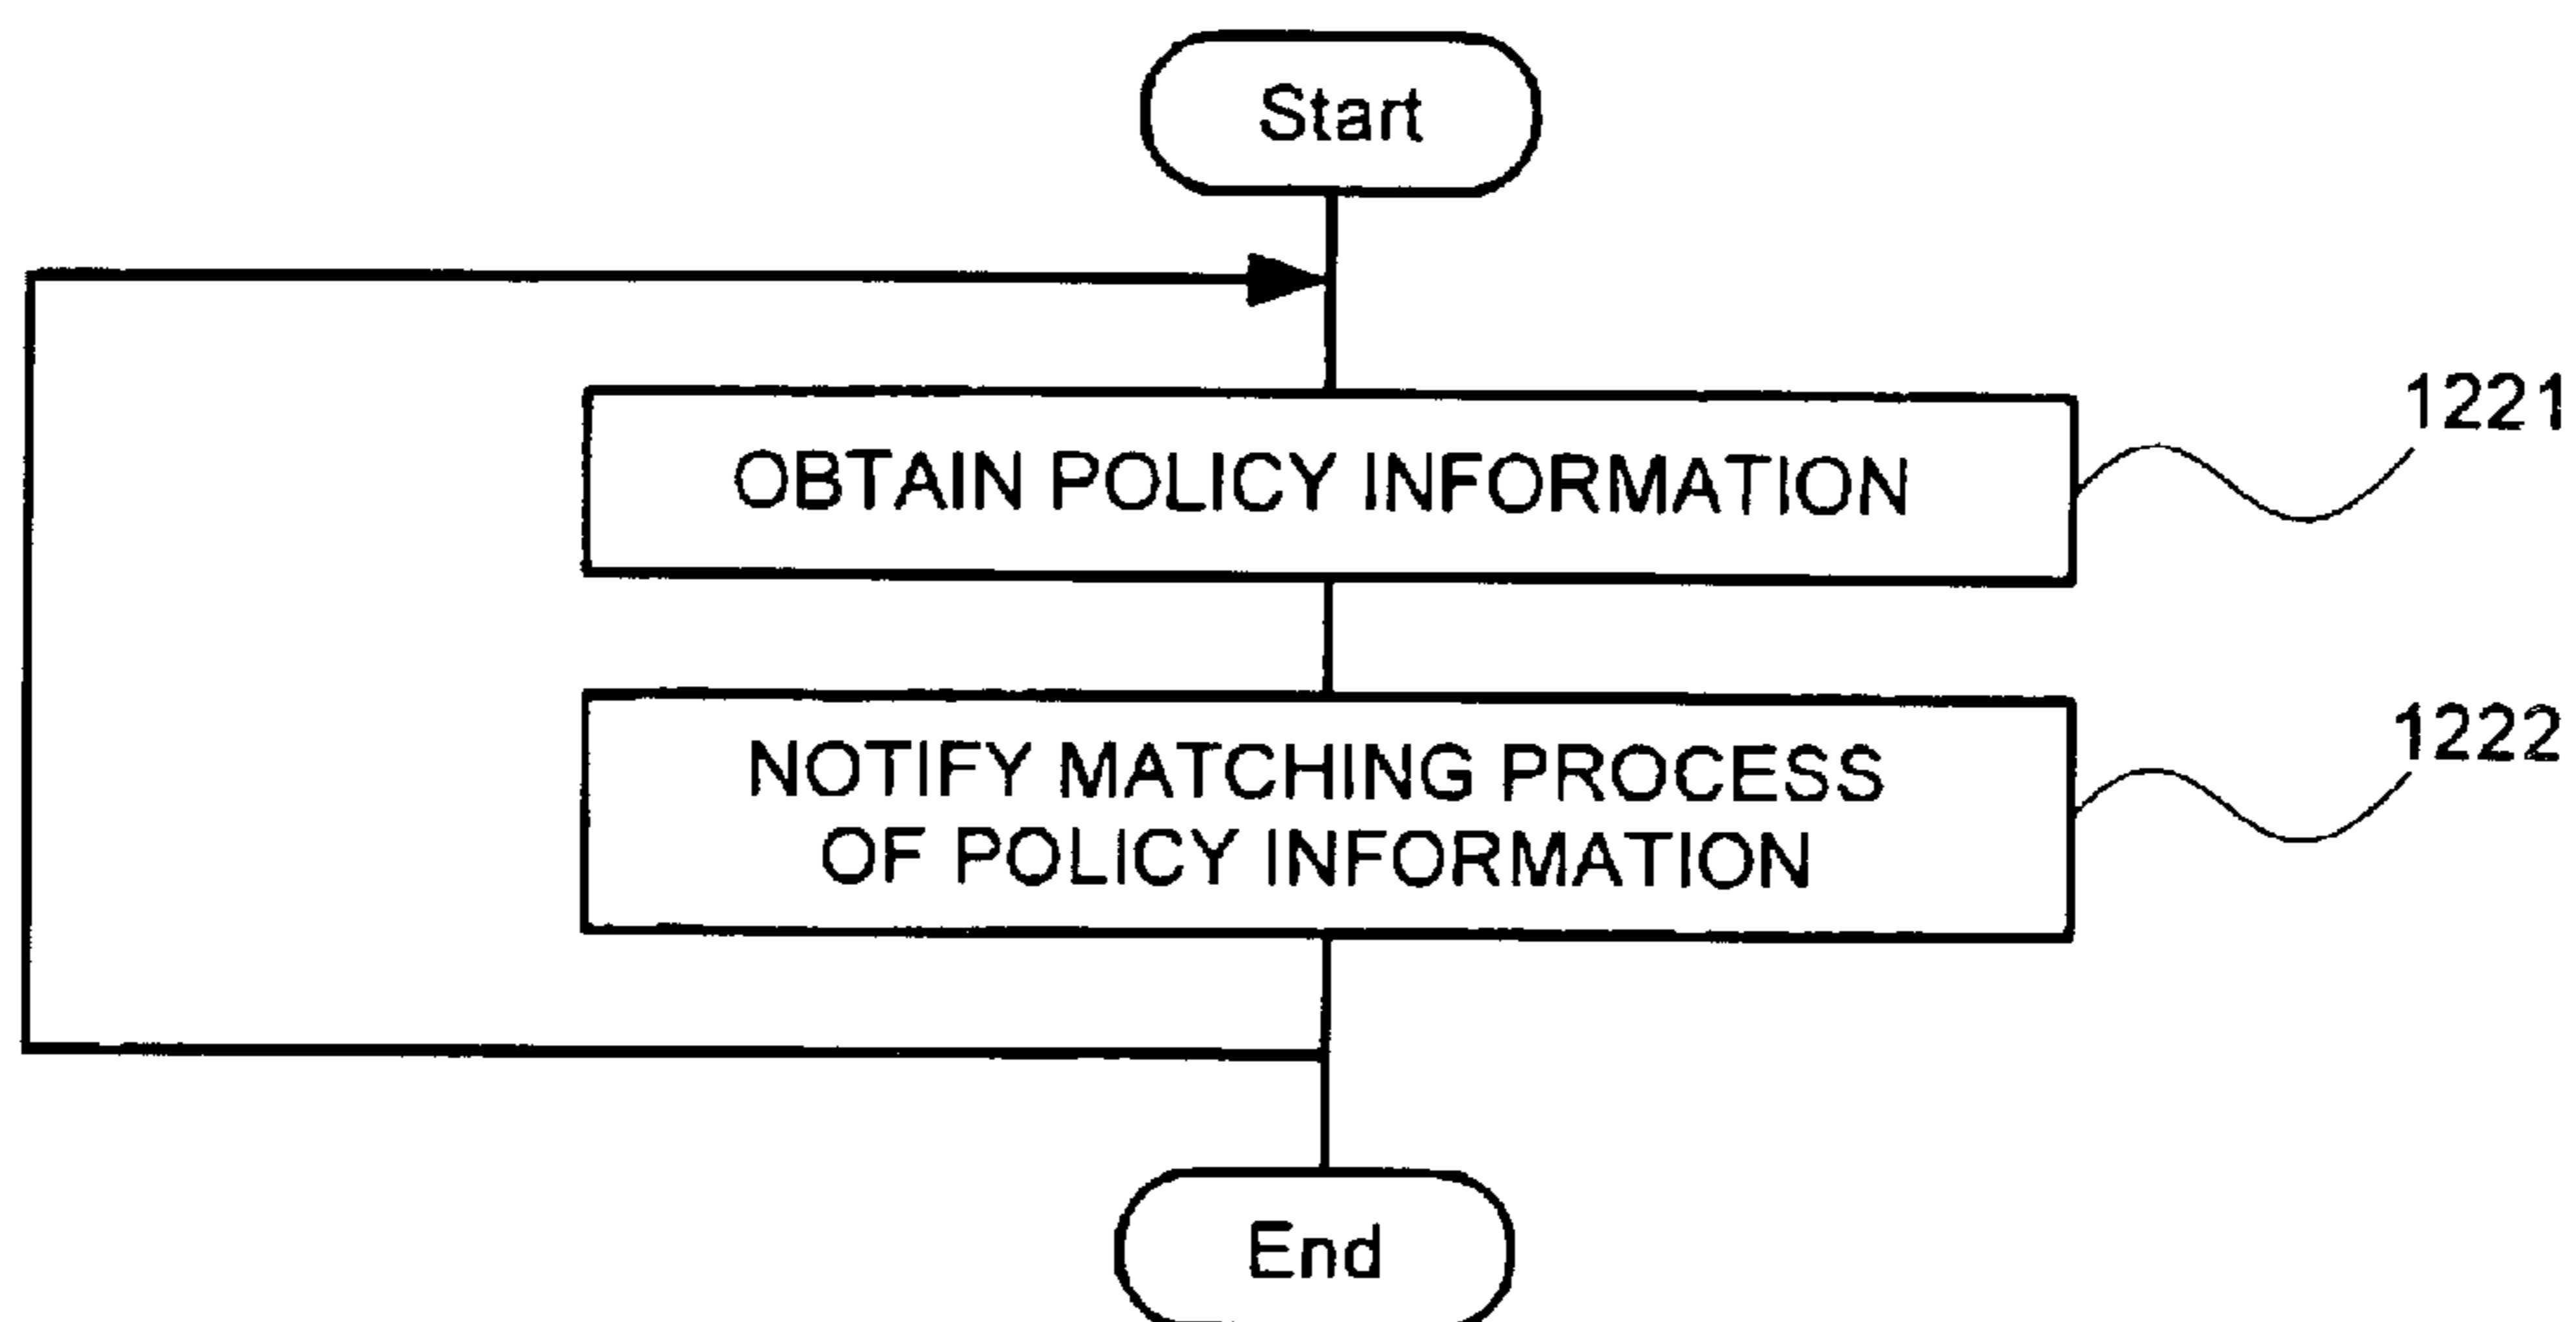 Start
OBTAIN POLICY INFORMATION
1221
NOTIFY MATCHING PROCESS
OF POLICY INFORMATION
1222
End